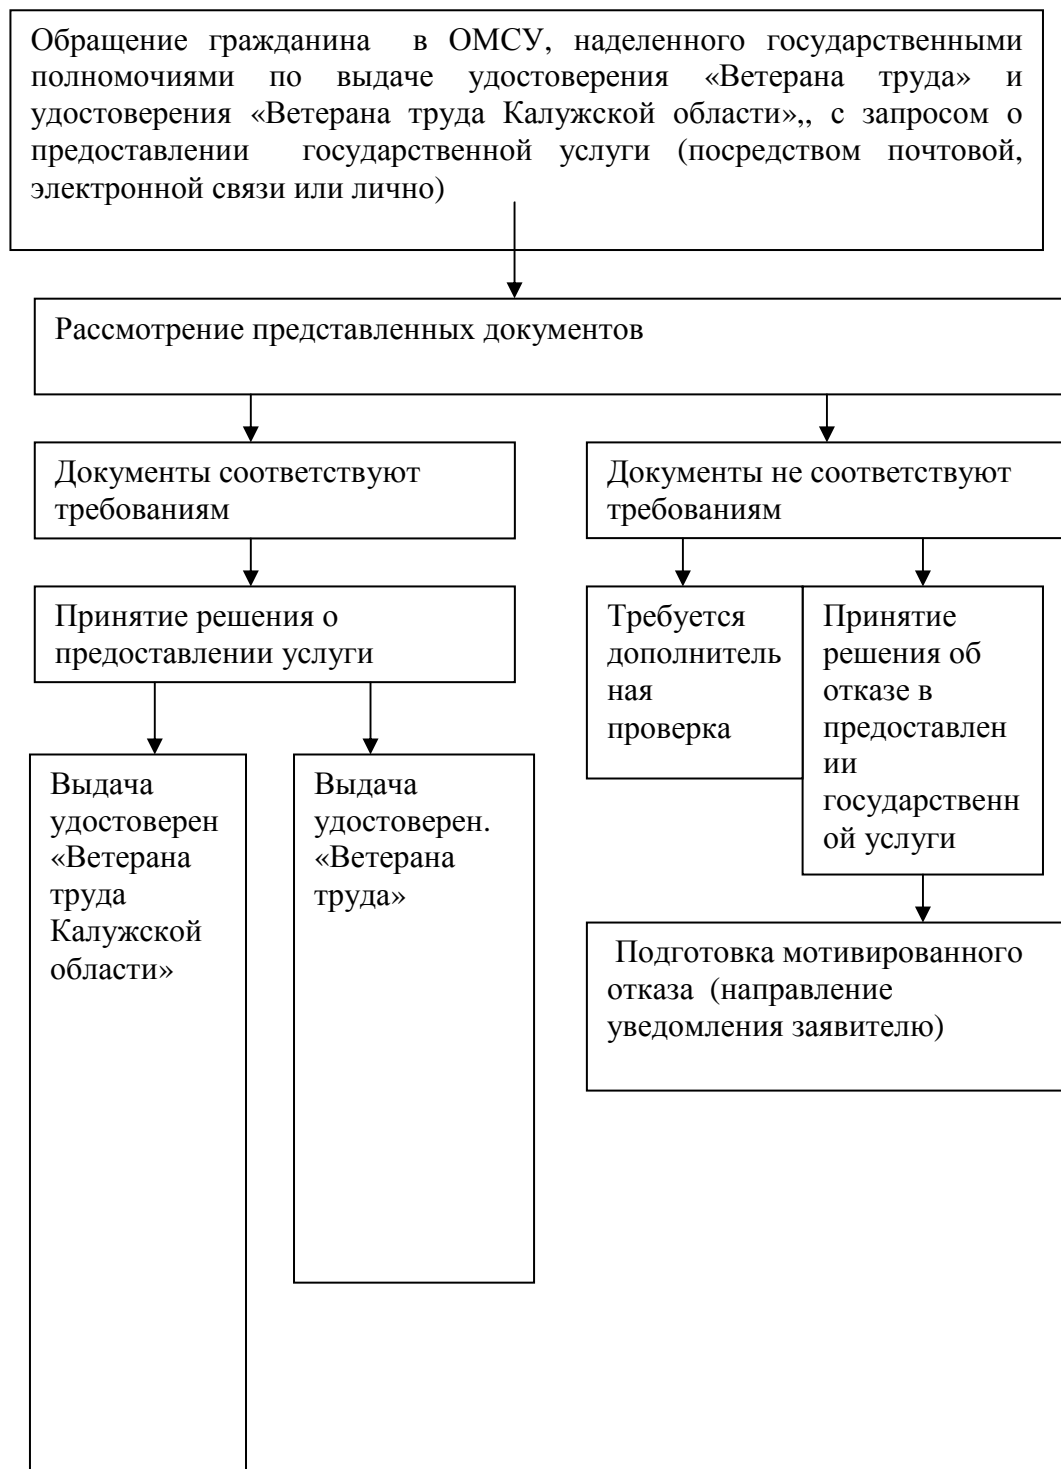 Обращение гражданина в ОМСУ, наделенного государственными
полномочиями по выдаче удостоверения «Ветерана труда» и
удостоверения «Ветерана труда Калужской области»,, с запросом о
предоставлении государственной услуги (посредством почтовой,
электронной связи или лично)
Рассмотрение представленных документов
Документы соответствуют
требованиям
Документы не соответствуют
требованиям
Принятие решения о
предоставлении услуги
Требуется
дополнитель
ная
проверка
Принятие
решения об
отказе в
предоставлен
ии
государственн
ой услуги
Выдача
удостоверен
«Ветерана
труда
Калужской
области»
Выдача
удостоверен.
«Ветерана
труда»
Подготовка мотивированного
отказа (направление
уведомления заявителю)